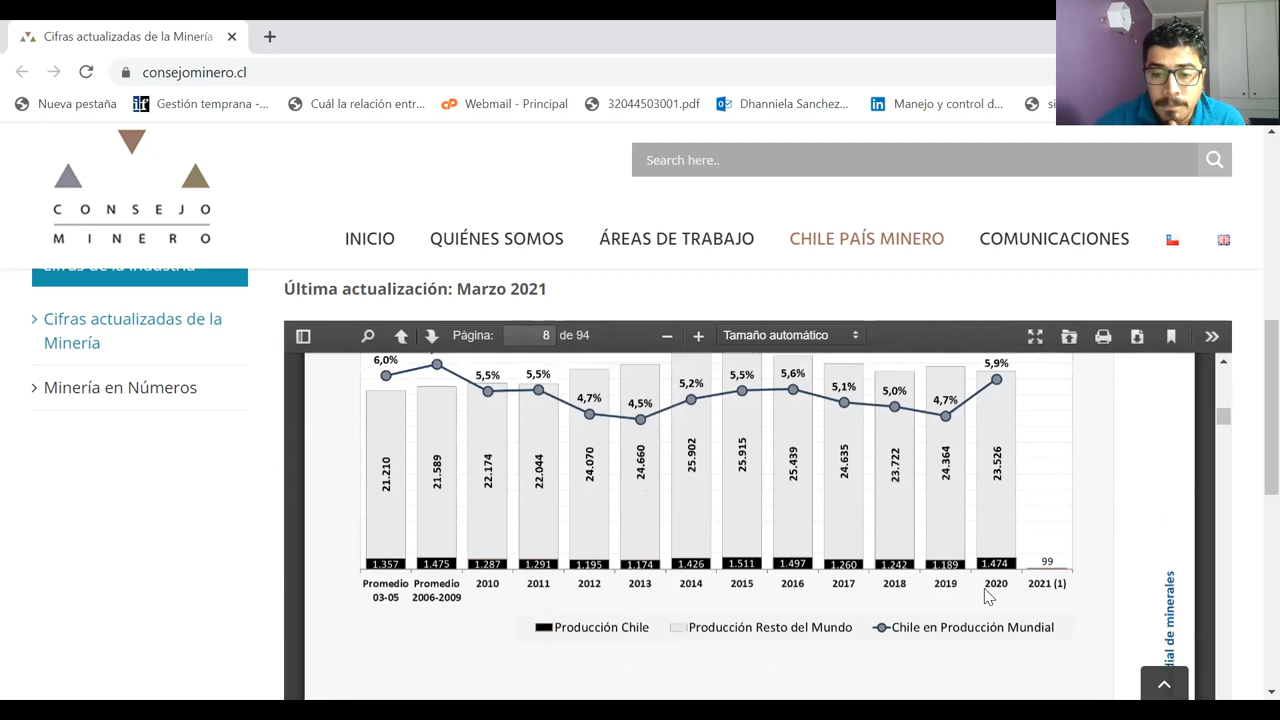 Cifras actualizadas de la Minería
consejominero.cl
Nueva pestaña
Gestión temprana -...
Cuál la relación entr...
Webmail - Principal
32044503001.pdf
Dhanniela Sanchez...
Manejo y control d...
Search here..
CONSEJO
MINERO
INICIO
QUIÉNES SOMOS
ÁREAS DE TRABAJO
CHILE PAÍS MINERO
COMUNICACIONES
Cifras de la Industria
Cifras actualizadas de la
Minería
Minería en Números
Última actualización: Marzo 2021
Página: 8 de 94
Tamaño automático
6,0% 5,5% 5,5% 4,7% 4,5% 5,2% 5,5% 5,6% 5,1% 5,0% 4,7% 5,9%
21.210 21.589 22.174 22.044 24.070 24.660 25.902 25.915 25.439 24.635 23.722 24.364 23.526
1.357 1.475 1.287 1.291 1.195 1.174 1.426 1.511 1.497 1.260 1.242 1.189 1.474 99
Promedio Promedio 2010 2011 2012 2013 2014 2015 2016 2017 2018 2019 2020 2021 (1)
03-05 2006-2009
Producción Chile Producción Resto del Mundo Chile en Producción Mundial
de minerales